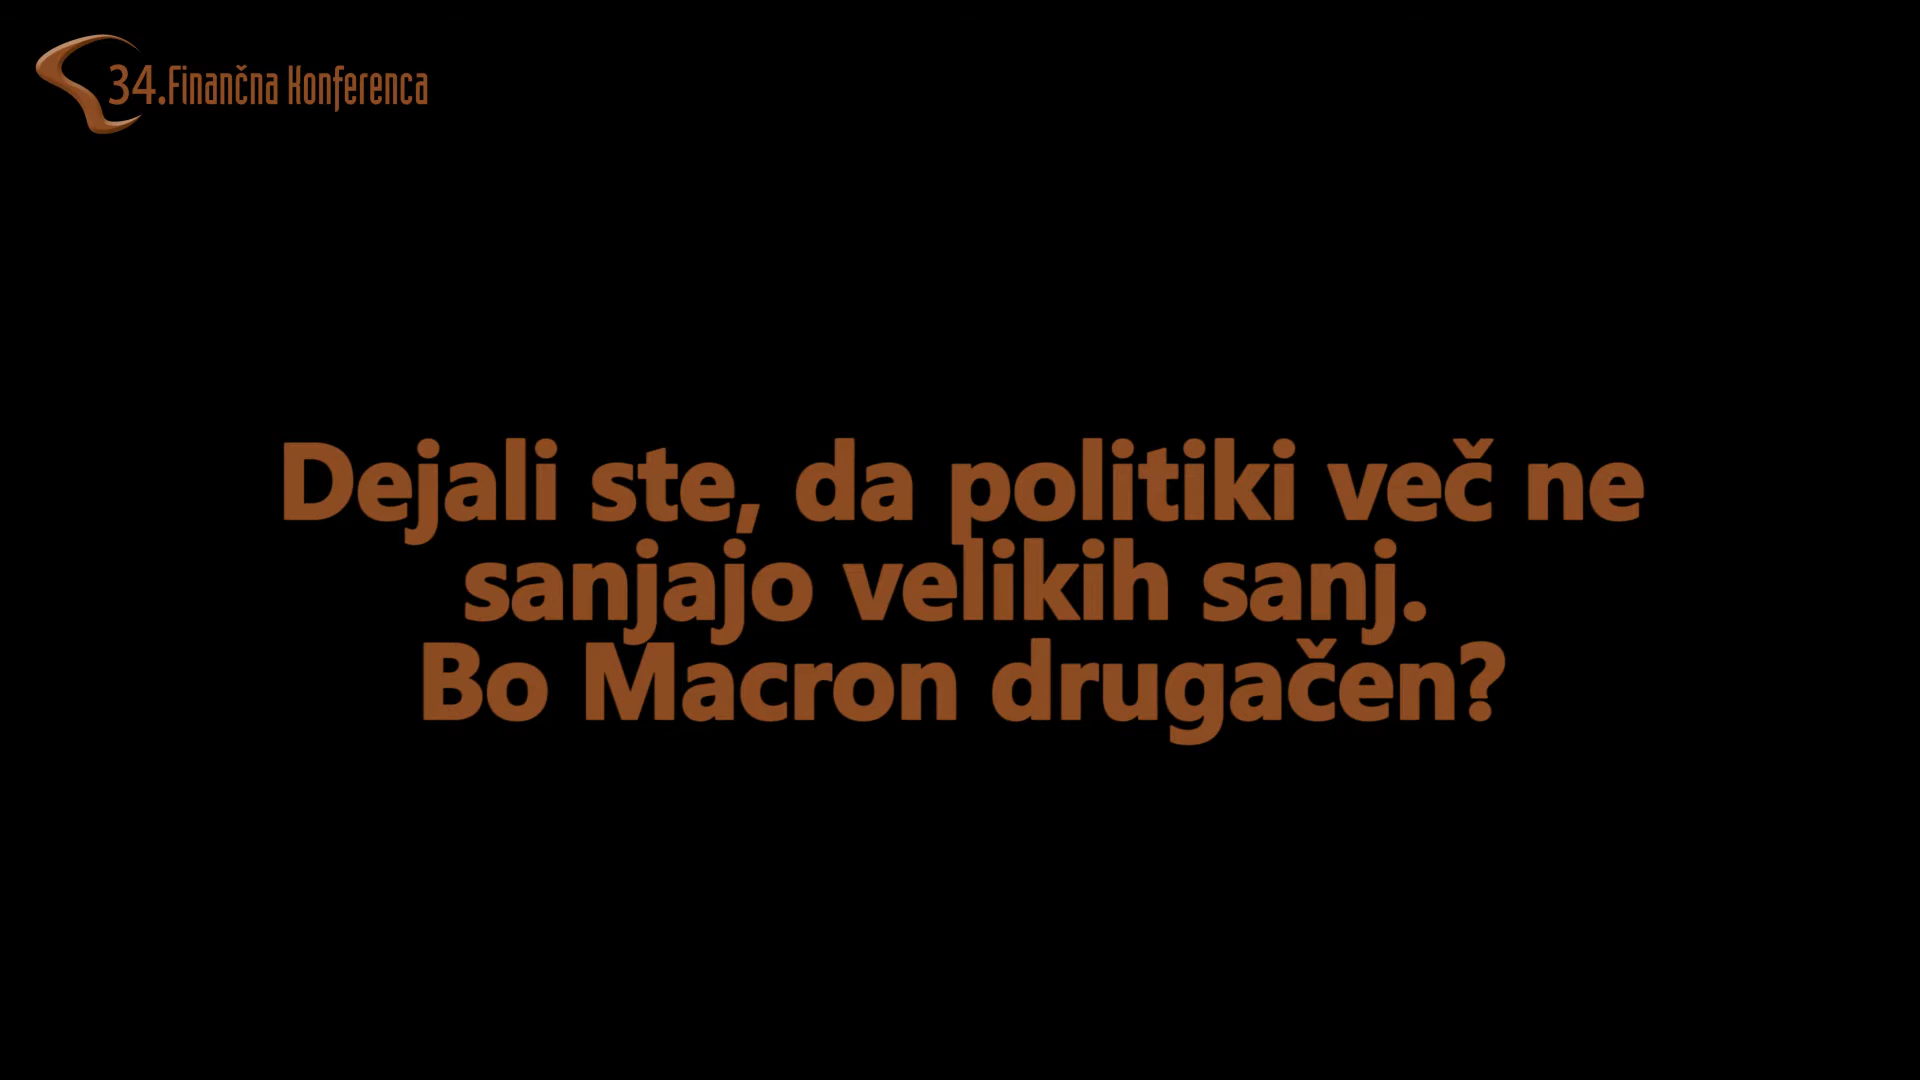 34.Finančna Konferenca
Dejali ste, da politiki več ne
sanjajo velikih sanj.
Bo Macron drugačen?